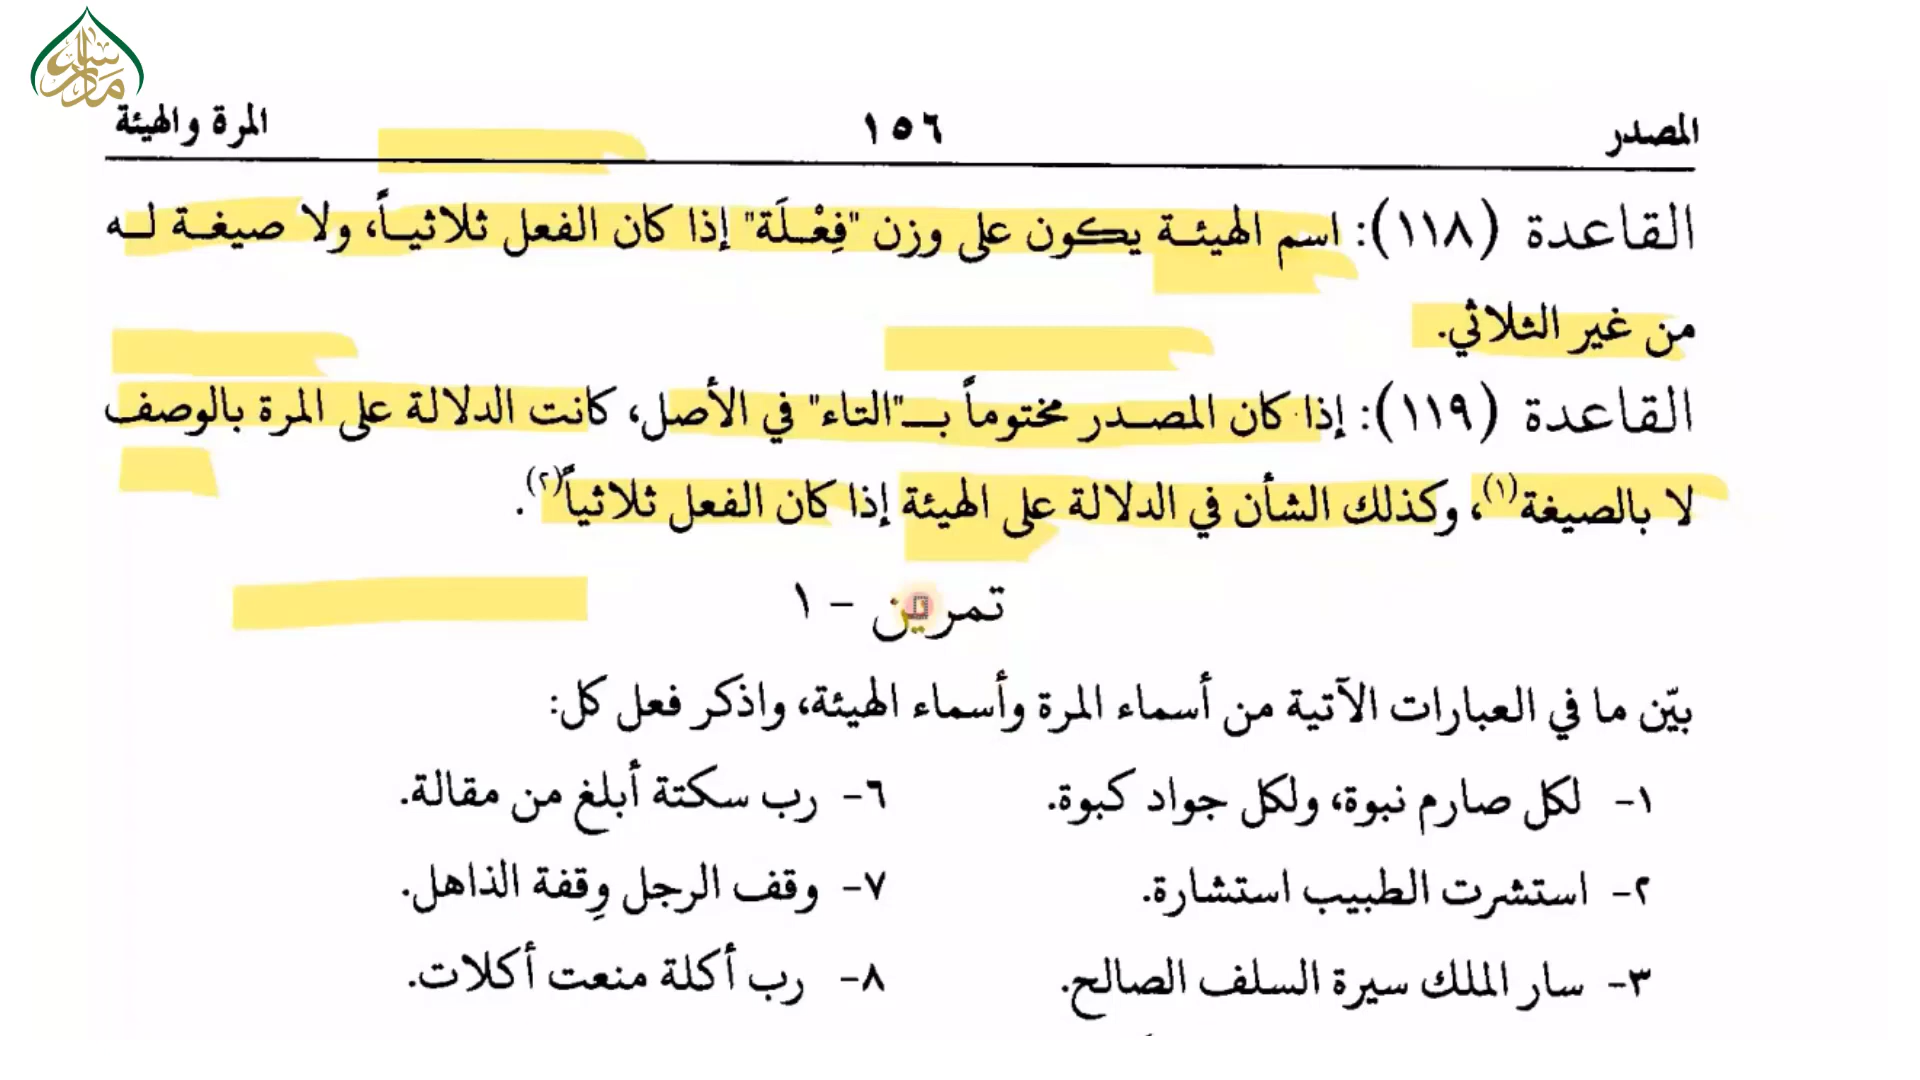 مدارس
المصدر ١٥٦ المرة والهيئة
القاعدة (١١٨): اسم الهيئة يكون على وزن "فِعْلَة" إذا كان الفعل ثلاثياً، ولا صيغة له
من غير الثلاثي.
القاعدة (١١٩): إذا كان المصدر مختوماً بـ"التاء" في الأصل، كانت الدلالة على المرة بالوصف
لا بالصيغة(١)، وكذلك الشأن في الدلالة على الهيئة إذا كان الفعل ثلاثياً(٢).
تمرين - ١
بيّن ما في العبارات الآتية من أسماء المرة وأسماء الهيئة، واذكر فعل كل:
١- لكل صارم نبوة، ولكل جواد كبوة.
٢- استشرت الطبيب استشارة.
٣- سار الملك سيرة السلف الصالح.
٦- رب سكتة أبلغ من مقالة.
٧- وقف الرجل وِقفة الذاهل.
٨- رب أكلة منعت أكلات.